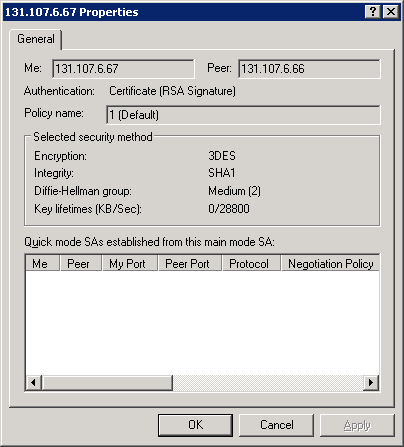 131.107.6.67 Properties
General
Me: 131.107.6.67 Peer: 131.107.6.66
Authentication: Certificate (RSA Signature)
Policy name: 1 (Default)
Selected security method
Encryption: 3DES
Integrity: SHA1
Diffie-Hellman group: Medium (2)
Key lifetimes (KB/Sec): 0/28800
Quick mode SAs established from this main mode SA:
Me Peer My Port Peer Port Protocol Negotiation Policy
OK Cancel Apply